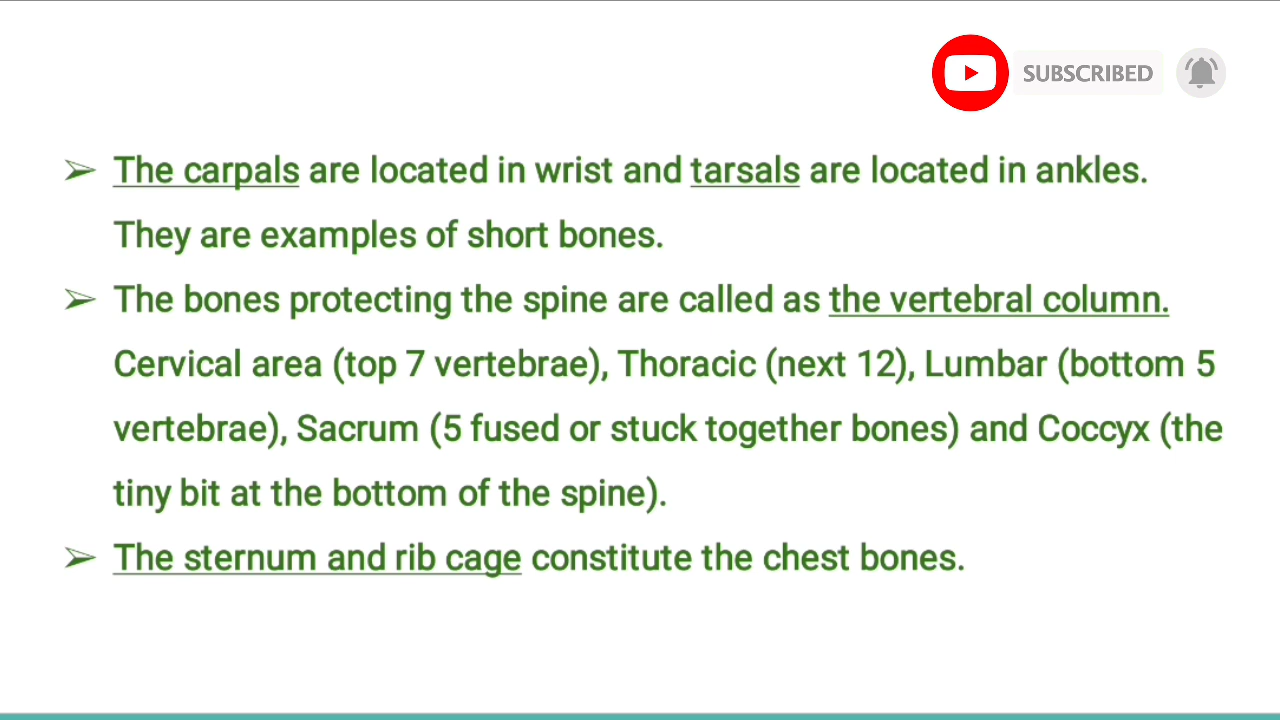 SUBSCRIBED
➢ The carpals are located in wrist and tarsals are located in ankles.
They are examples of short bones.
➢ The bones protecting the spine are called as the vertebral column.
Cervical area (top 7 vertebrae), Thoracic (next 12), Lumbar (bottom 5
vertebrae), Sacrum (5 fused or stuck together bones) and Coccyx (the
tiny bit at the bottom of the spine).
➢ The sternum and rib cage constitute the chest bones.